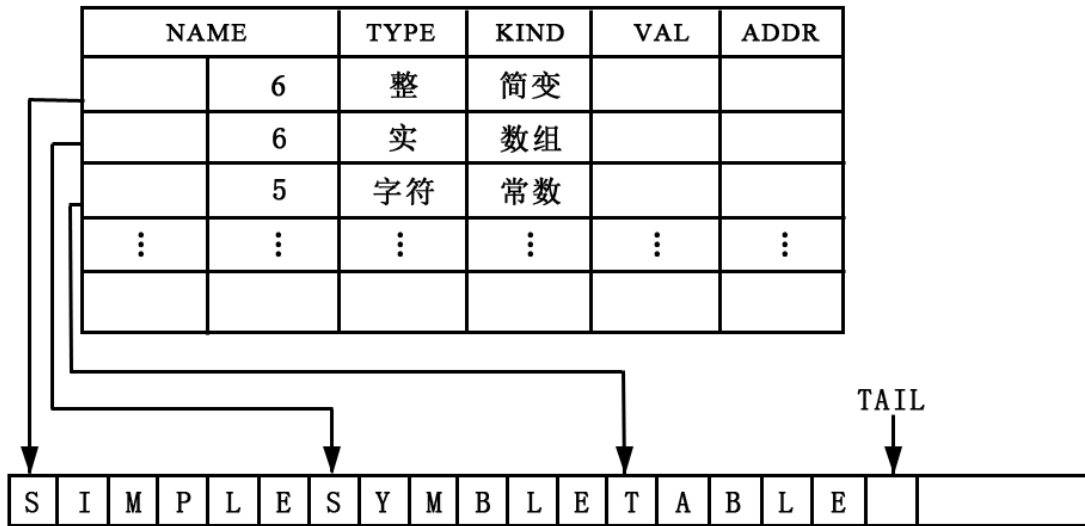 NAME TYPE KIND VAL ADDR
6 整 简变
6 实 数组
5 字符 常数
⋮ ⋮ ⋮ ⋮ ⋮ ⋮
TAIL
S I M P L E S Y M B L E T A B L E